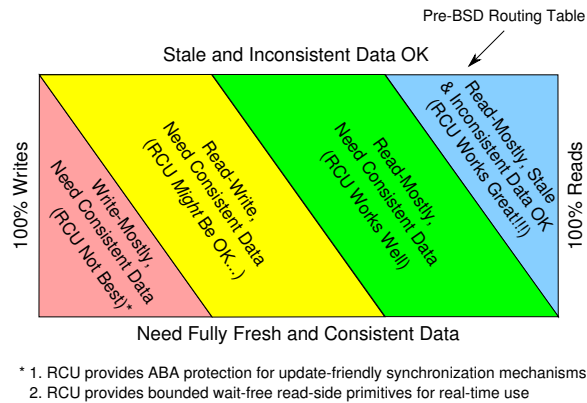 Pre-BSD Routing Table
Stale and Inconsistent Data OK
100% Writes
Write-Mostly,
Need Consistent Data
(RCU Not Best)*
Read-Write,
Need Consistent Data
(RCU Might Be OK...)
Read-Mostly,
Need Consistent Data
(RCU Works Well)
Read-Mostly, Stale
& Inconsistent Data OK
(RCU Works Great!!!)
100% Reads
Need Fully Fresh and Consistent Data
* 1. RCU provides ABA protection for update-friendly synchronization mechanisms
2. RCU provides bounded wait-free read-side primitives for real-time use